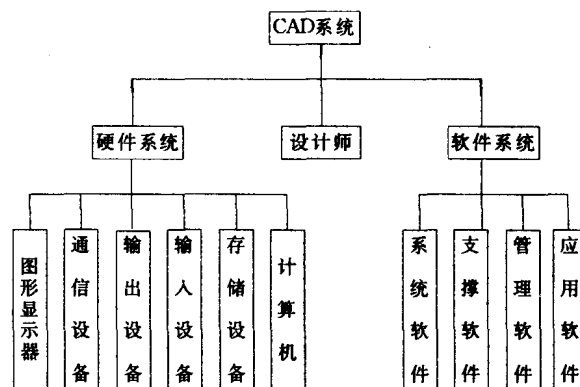 CAD系统
硬件系统
设计师
软件系统
图形显示器
通信设备
输出设备
输入设备
存储设备
计算机
系统软件
支撑软件
管理软件
应用软件